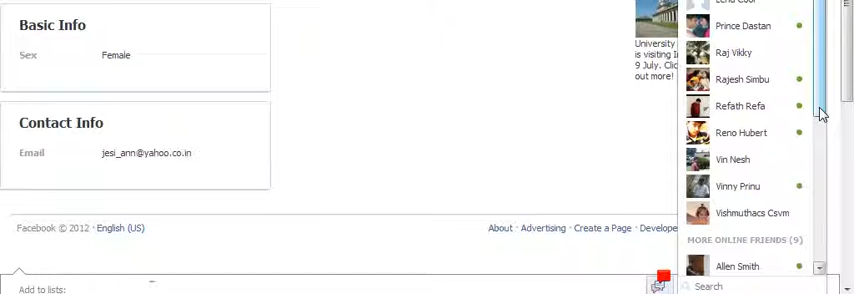 Basic Info
Sex Female
Contact Info
Email jesi_ann@yahoo.co.in
University
is visiting I
9 July. Clic
out more!
Prince Dastan
Raj Vikky
Rajesh Simbu
Refath Refa
Reno Hubert
Vin Nesh
Vinny Prinu
Vishmuthacs Csvm
MORE ONLINE FRIENDS (9)
Allen Smith
Search
Facebook © 2012 · English (US)
About · Advertising · Create a Page · Develope
Add to lists: